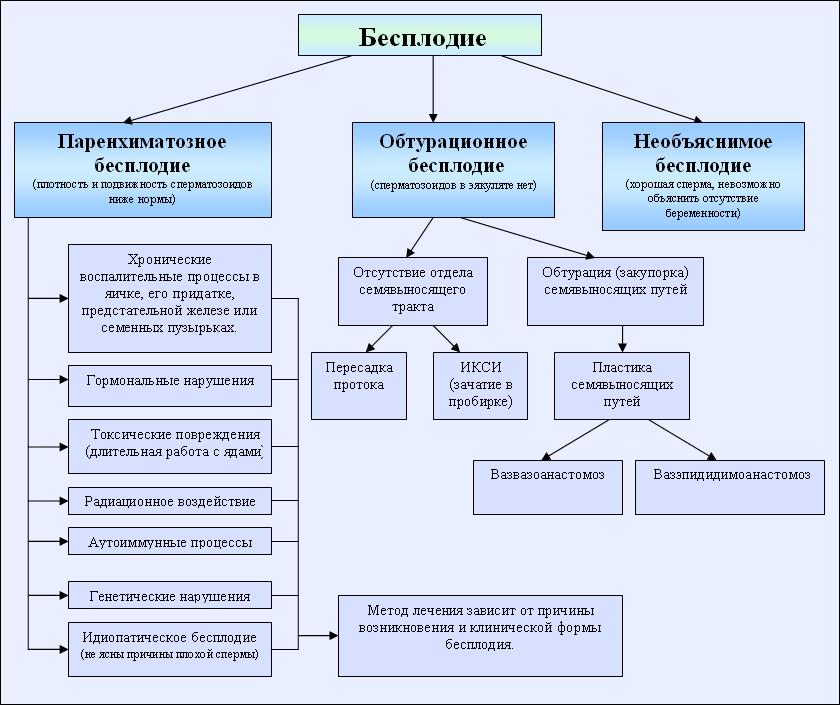 Бесплодие
Паренхиматозное
бесплодие
(плотность и подвижность сперматозоидов
ниже нормы)
Обтурационное
бесплодие
(сперматозоидов в эякуляте нет)
Необъяснимое
бесплодие
(хорошая сперма, невозможно
объяснить отсутствие
беременности)
Хронические
воспалительные процессы в
яичке, его придатке,
предстательной железе или
семенных пузырьках.
Гормональные нарушения
Токсические повреждения
(длительная работа с ядами)
Радиационное воздействие
Аутоиммунные процессы
Генетические нарушения
Идиопатическое бесплодие
(не ясны причины плохой спермы)
Отсутствие отдела
семявыносящего
тракта
Обтурация (закупорка)
семявыносящих путей
Пересадка
протока
ИКСИ
(зачатие в
пробирке)
Пластика
семявыносящих
путей
Вазвазоанастомоз
Вазэпидидимоанастомоз
Метод лечения зависит от причины
возникновения и клинической формы
бесплодия.